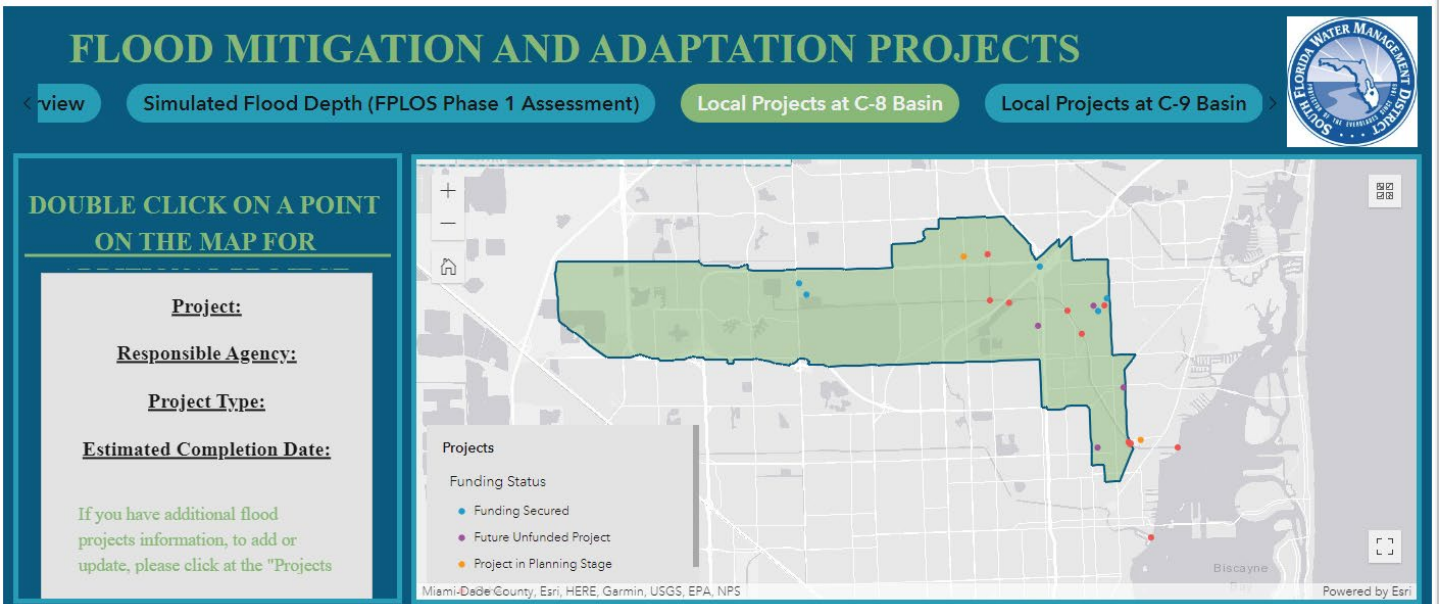 FLOOD MITIGATION AND ADAPTATION PROJECTS
SOUTH FLORIDA WATER MANAGEMENT DISTRICT
rview
Simulated Flood Depth (FPLOS Phase 1 Assessment)
Local Projects at C-8 Basin
Local Projects at C-9 Basin
DOUBLE CLICK ON A POINT
ON THE MAP FOR
Project:
Responsible Agency:
Project Type:
Estimated Completion Date:
If you have additional flood
projects information, to add or
update, please click at the "Projects
Projects
Funding Status
Funding Secured
Future Unfunded Project
Project in Planning Stage
Biscayne
Bay
Miami-Dade County, Esri, HERE, Garmin, USGS, EPA, NPS
Powered by Esri